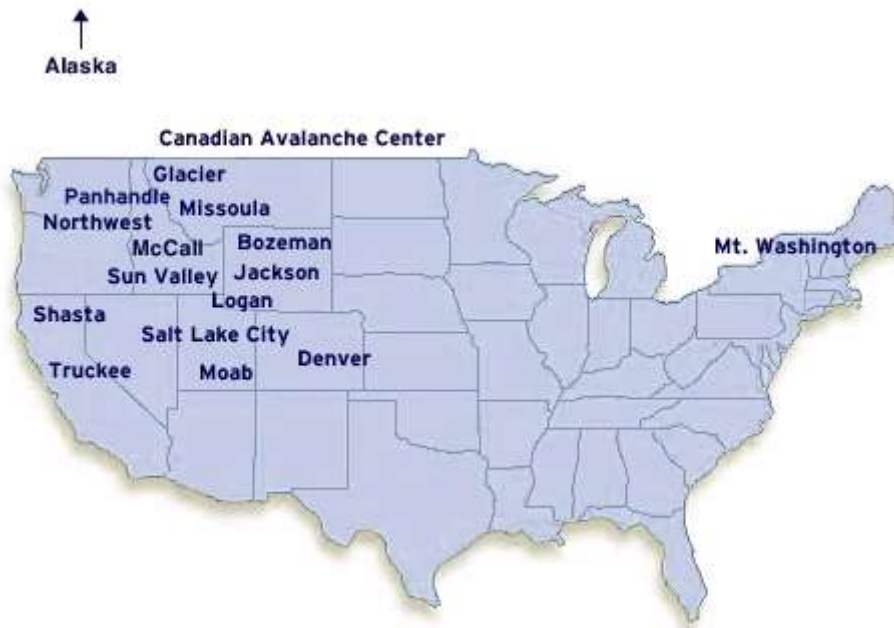 Alaska
Canadian Avalanche Center
Glacier
Panhandle
Missoula
Northwest
McCall
Bozeman
Mt. Washington
Sun Valley
Jackson
Logan
Shasta
Salt Lake City
Denver
Truckee
Moab